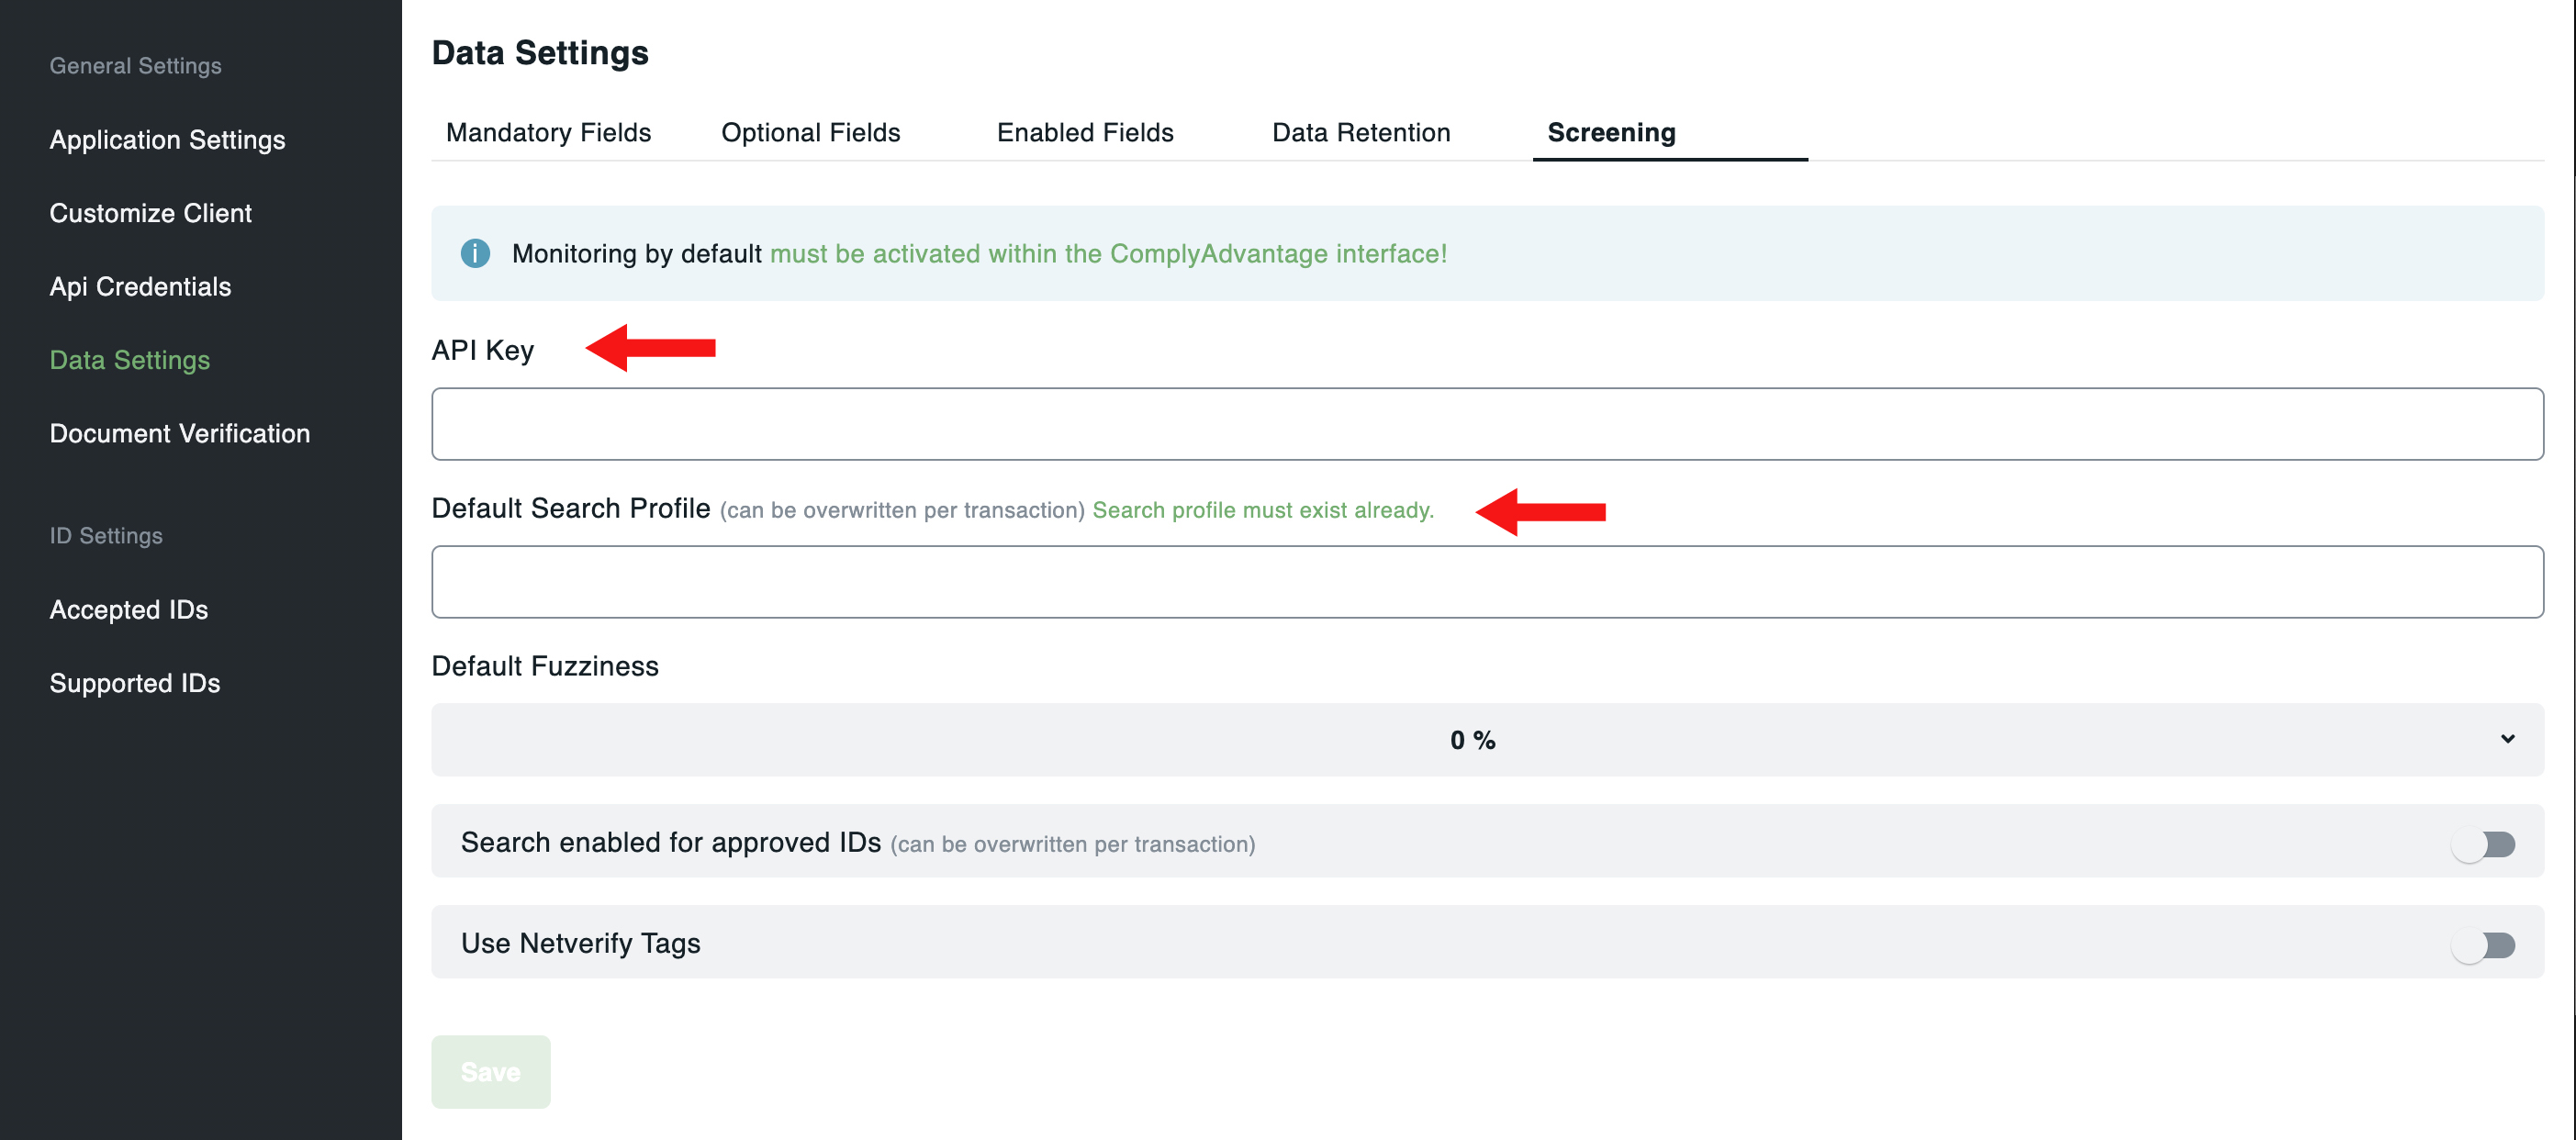 General Settings
Application Settings
Customize Client
Api Credentials
Data Settings
Document Verification
ID Settings
Accepted IDs
Supported IDs
Data Settings
Mandatory Fields Optional Fields Enabled Fields Data Retention Screening
i Monitoring by default must be activated within the ComplyAdvantage interface!
API Key
Default Search Profile (can be overwritten per transaction) Search profile must exist already.
Default Fuzziness
0 %
Search enabled for approved IDs (can be overwritten per transaction)
Use Netverify Tags
Save